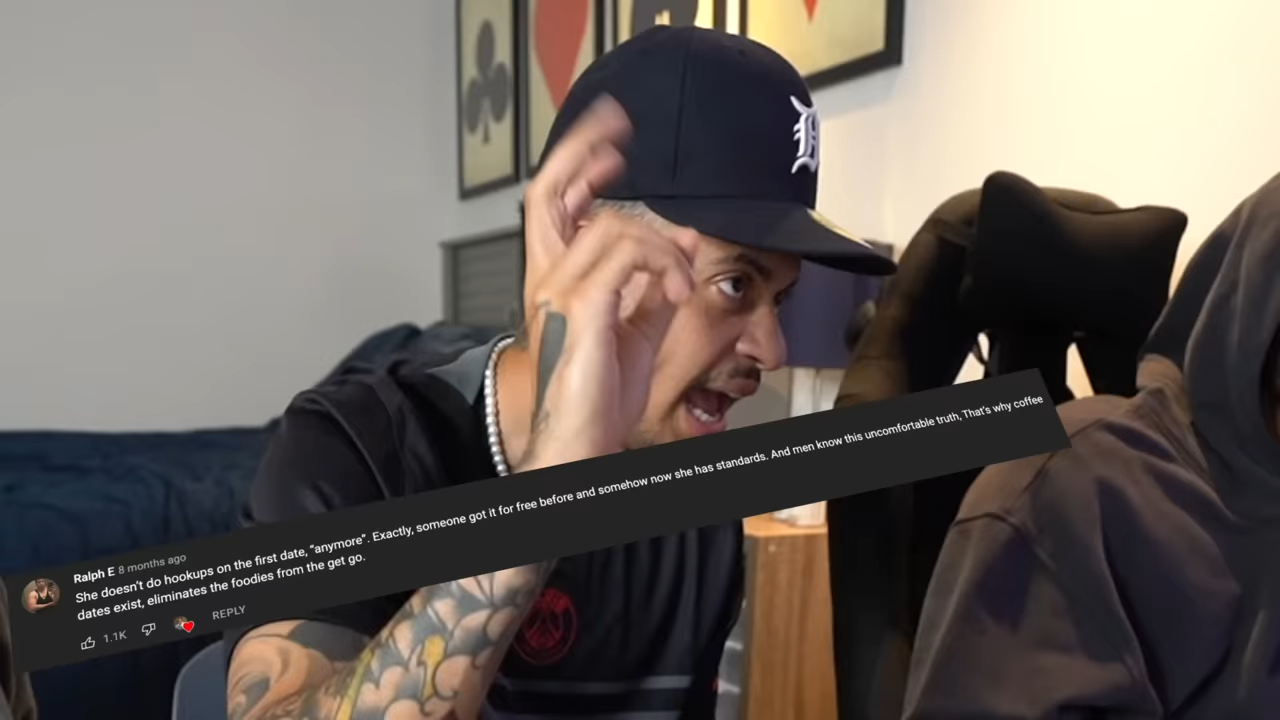 D
Ralph E 8 months ago
She doesn't do hookups on the first date, "anymore". Exactly, someone got it for free before and somehow now she has standards. And men know this uncomfortable truth, That's why coffee
dates exist, eliminates the foodies from the get go.
1.1K REPLY